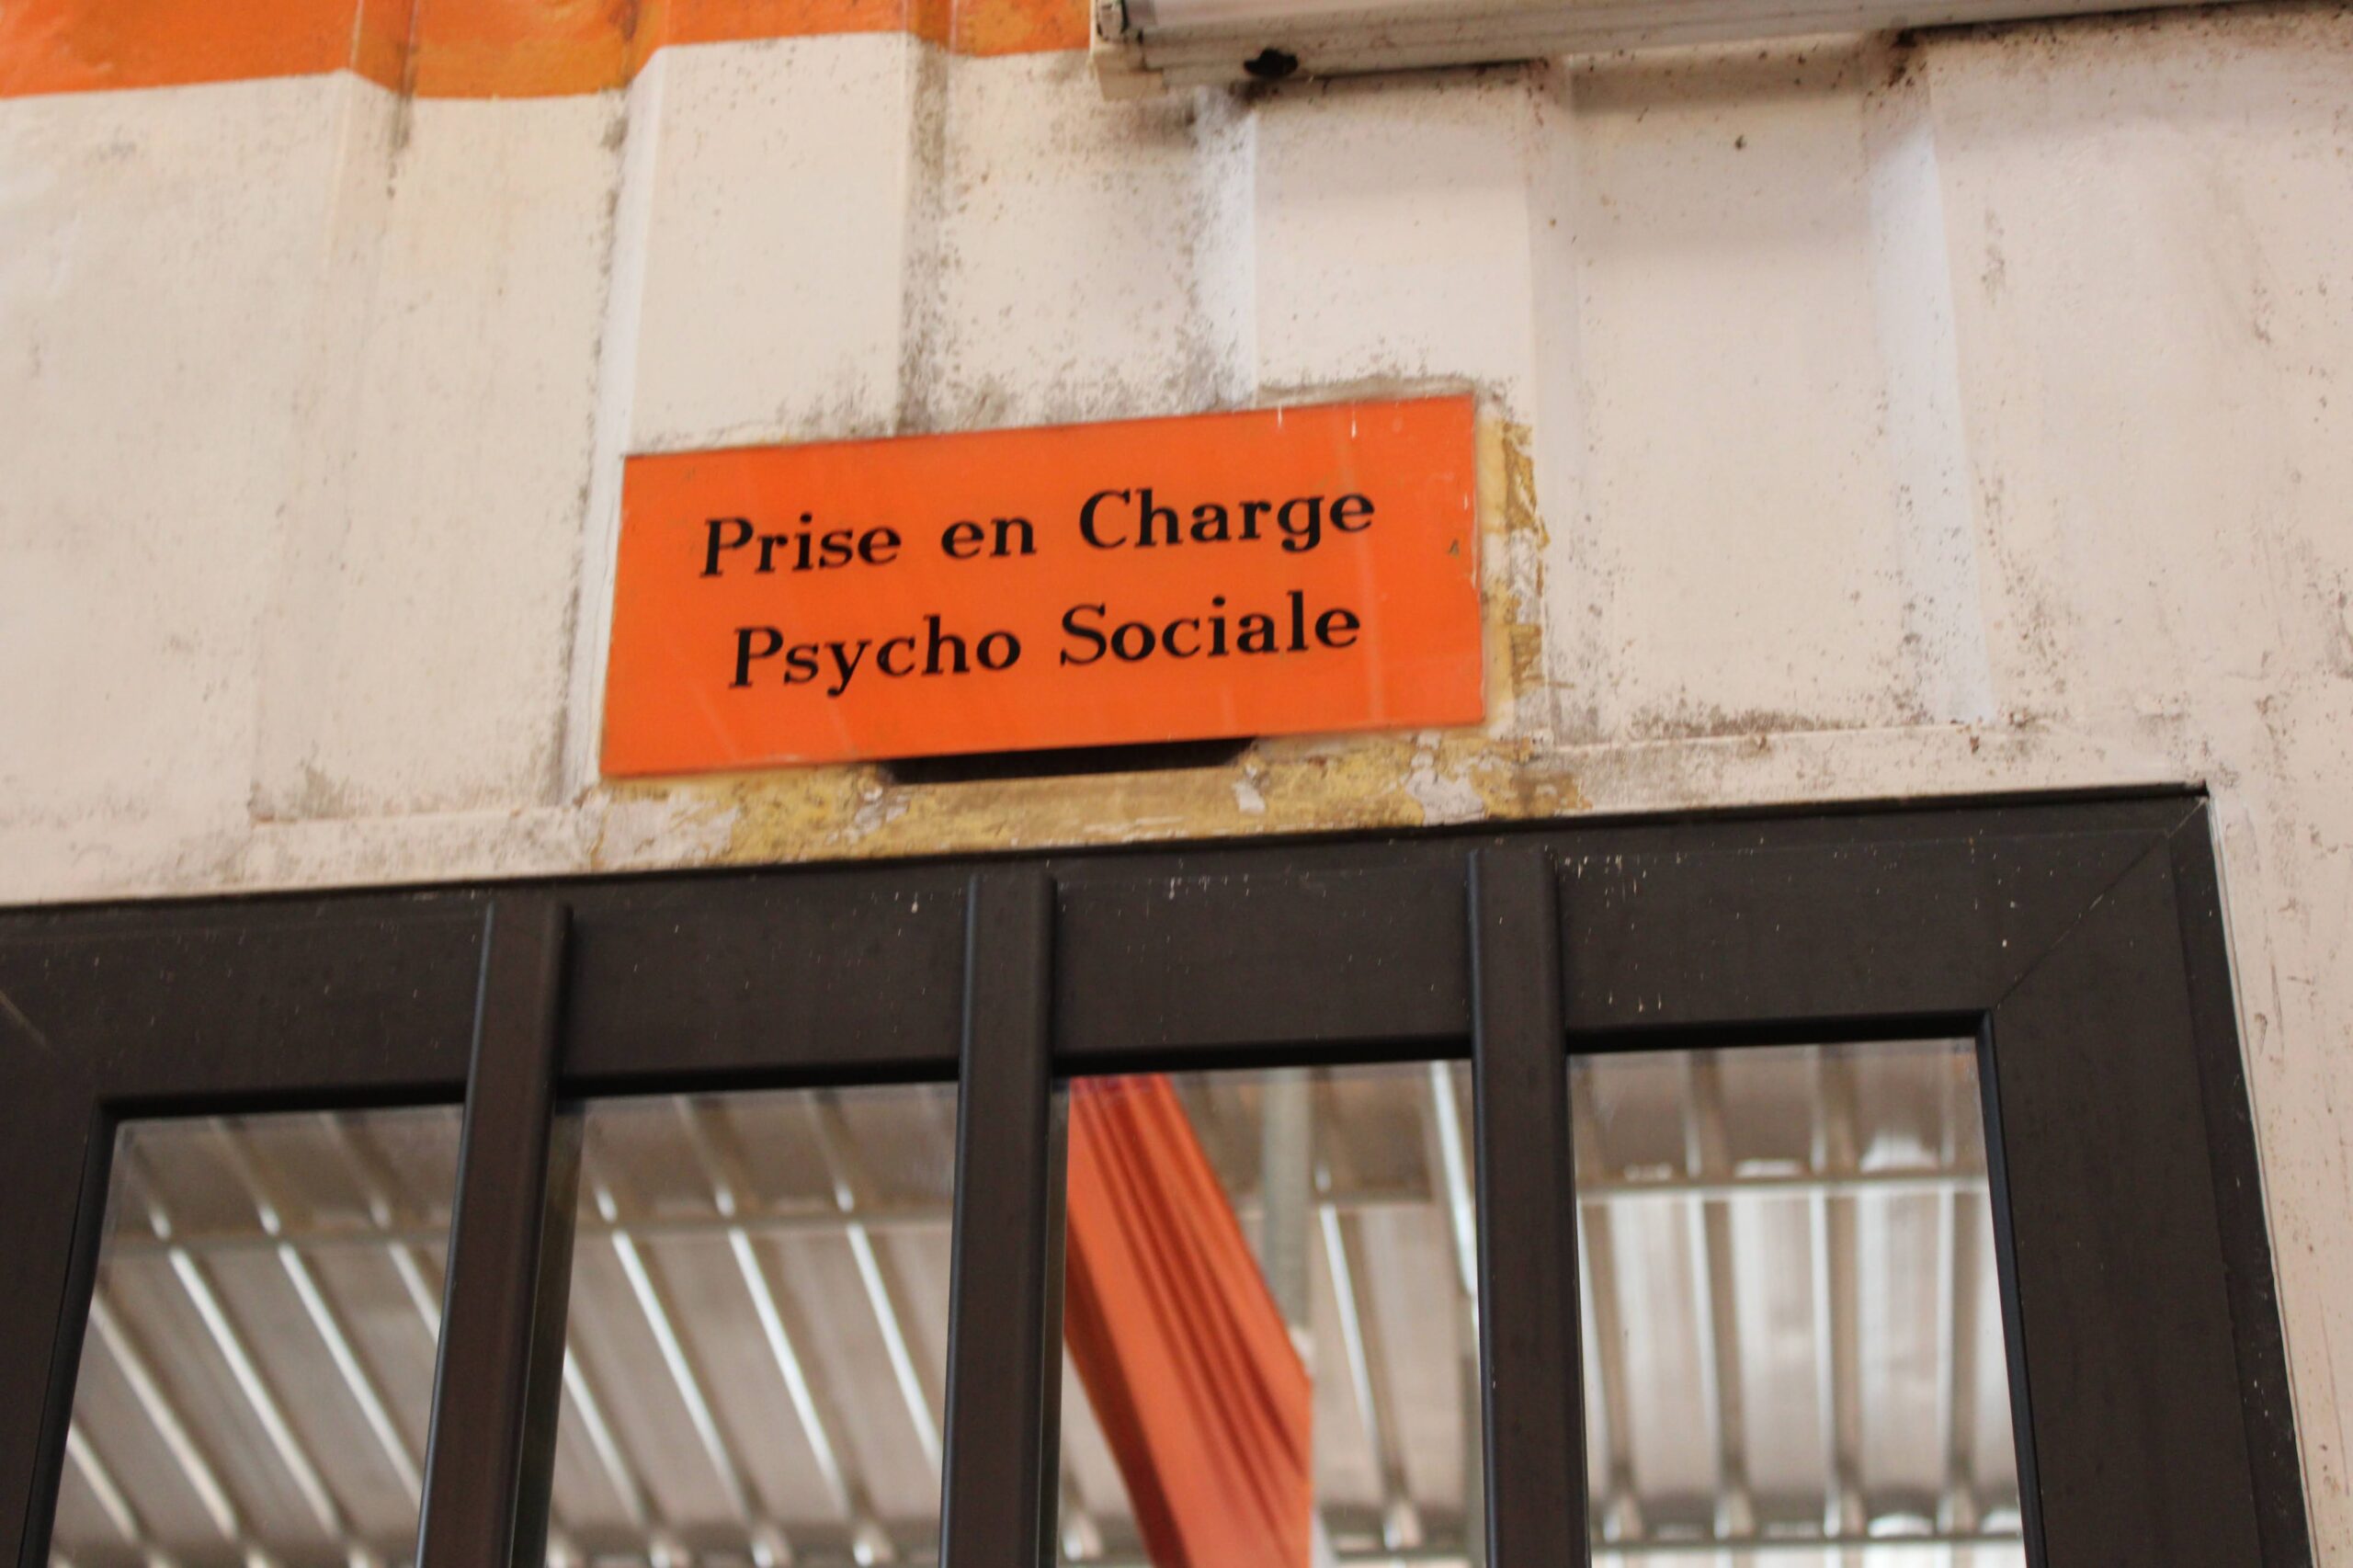 Prise en Charge
Psycho Sociale